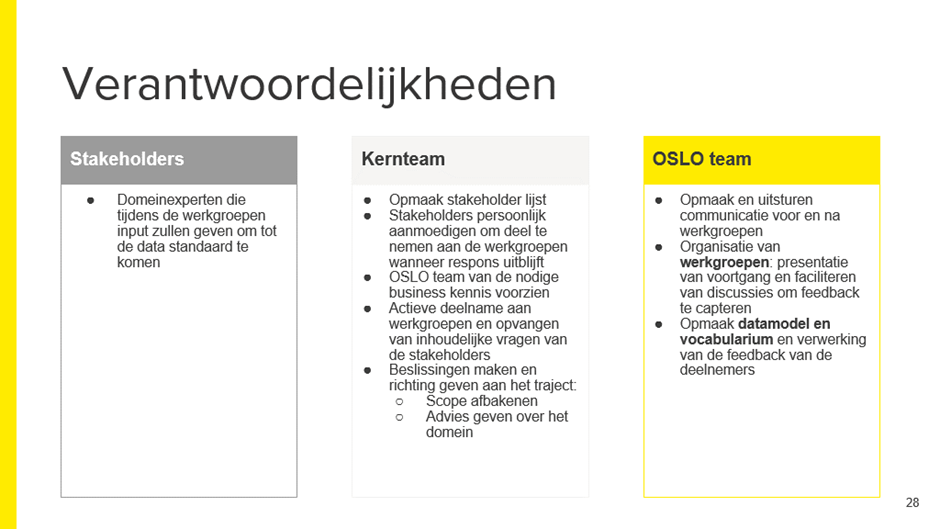 Verantwoordelijkheden
Stakeholders
● Domeinexperten die
tijdens de werkgroepen
input zullen geven om tot
de data standaard te
komen
Kernteam
● Opmaak stakeholder lijst
● Stakeholders persoonlijk
aanmoedigen om deel te
nemen aan de werkgroepen
wanneer respons uitblijft
● OSLO team van de nodige
business kennis voorzien
● Actieve deelname aan
werkgroepen en opvangen
van inhoudelijke vragen van
de stakeholders
● Beslissingen maken en
richting geven aan het traject:
○ Scope afbakenen
○ Advies geven over het
domein
OSLO team
● Opmaak en uitsturen
communicatie voor en na
werkgroepen
● Organisatie van
werkgroepen: presentatie
van voortgang en faciliteren
van discussies om feedback
te capteren
● Opmaak datamodel en
vocabularium en verwerking
van de feedback van de
deelnemers
28